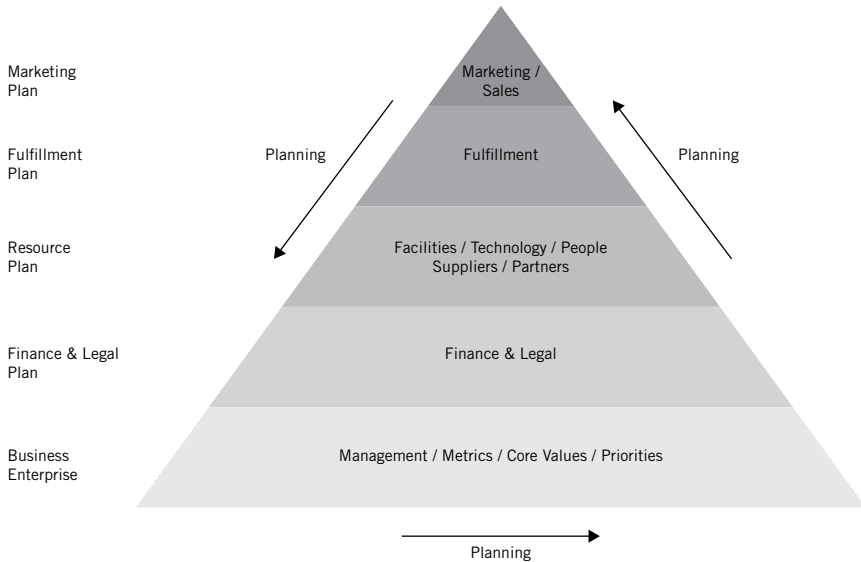 Marketing
Plan
Marketing /
Sales
Fulfillment
Plan
Planning
Fulfillment
Planning
Resource
Plan
Facilities / Technology / People
Suppliers / Partners
Finance & Legal
Plan
Finance & Legal
Business
Enterprise
Management / Metrics / Core Values / Priorities
Planning